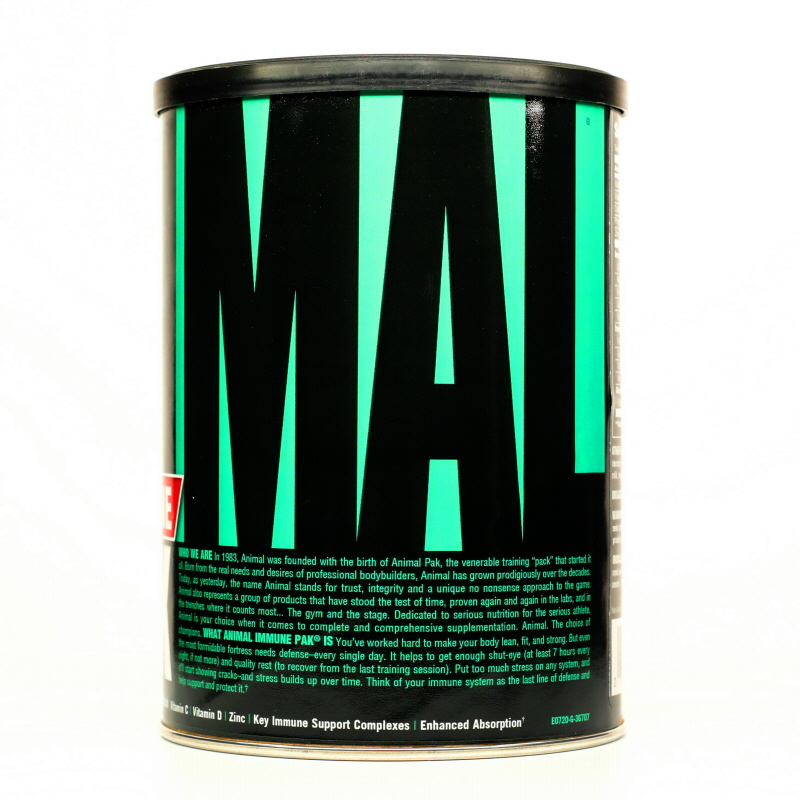 MAL
E
WHO WE ARE In 1983, Animal was founded with the birth of Animal Pak, the venerable training "pack" that started it
all. Born from the real needs and desires of professional bodybuilders, Animal has grown prodigiously over the decades.
Today, as yesterday, the name Animal stands for trust, integrity and a unique no nonsense approach to the game.
Animal also represents a group of products that have stood the test of time, proven again and again in the labs, and in
the trenches where it counts most... The gym and the stage. Dedicated to serious nutrition for the serious athlete,
Animal is your choice when it comes to complete and comprehensive supplementation. Animal. The choice of
champions. WHAT ANIMAL IMMUNE PAK® IS You've worked hard to make your body lean, fit, and strong. But even
the most formidable fortress needs defense–every single day. It helps to get enough shut-eye (at least 7 hours every
night, if not more) and quality rest (to recover from the last training session). Put too much stress on any system, and
it'll start showing cracks–and stress builds up over time. Think of your immune system as the last line of defense and
help support and protect it.†
Vitamin C | Vitamin D | Zinc | Key Immune Support Complexes | Enhanced Absorption†
E0720-G-36707